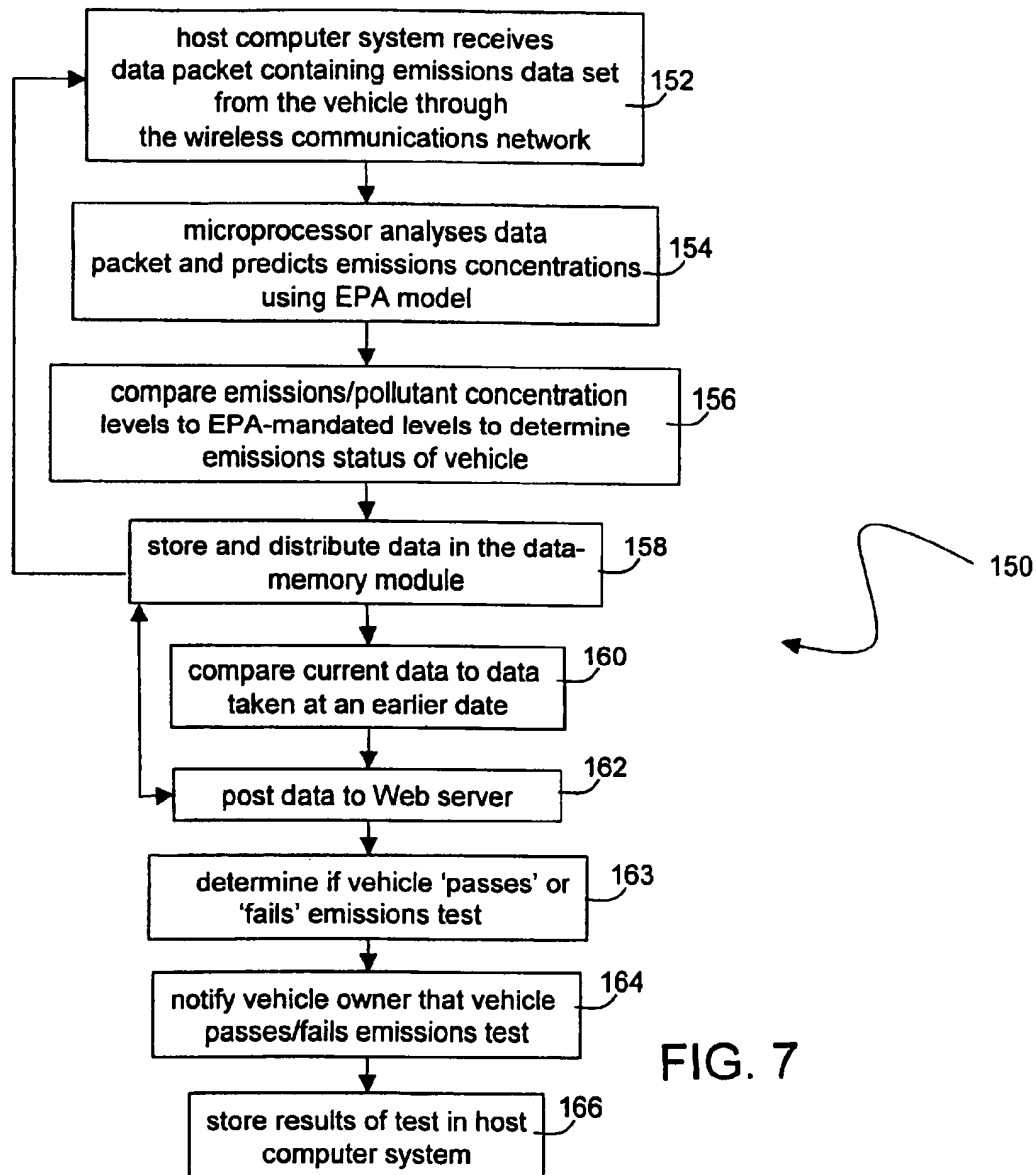 host computer system receives
data packet containing emissions data set
from the vehicle through
the wireless communications network
152
microprocessor analyses data
packet and predicts emissions concentrations
using EPA model
154
compare emissions/pollutant concentration
levels to EPA-mandated levels to determine
emissions status of vehicle
156
store and distribute data in the data-
memory module
158
150
compare current data to data
taken at an earlier date
160
post data to Web server
162
determine if vehicle ‘passes’ or
‘fails’ emissions test
163
notify vehicle owner that vehicle
passes/fails emissions test
164
FIG. 7
store results of test in host
computer system
166